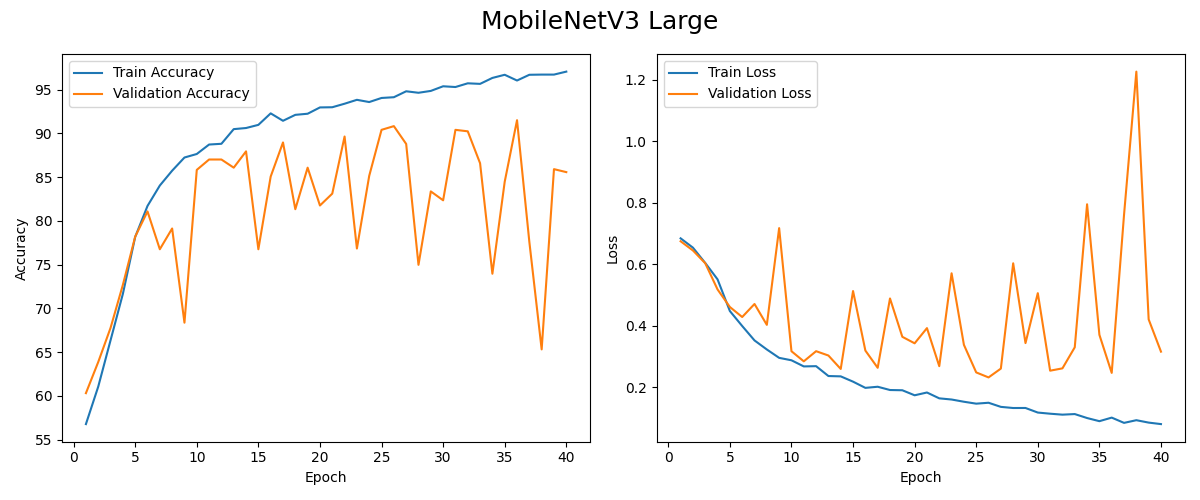 MobileNetV3 Large
Train Accuracy
Validation Accuracy
Accuracy
95
90
85
80
75
70
65
60
55
0 5 10 15 20 25 30 35 40
Epoch
Train Loss
Validation Loss
Loss
1.2
1.0
0.8
0.6
0.4
0.2
0 5 10 15 20 25 30 35 40
Epoch